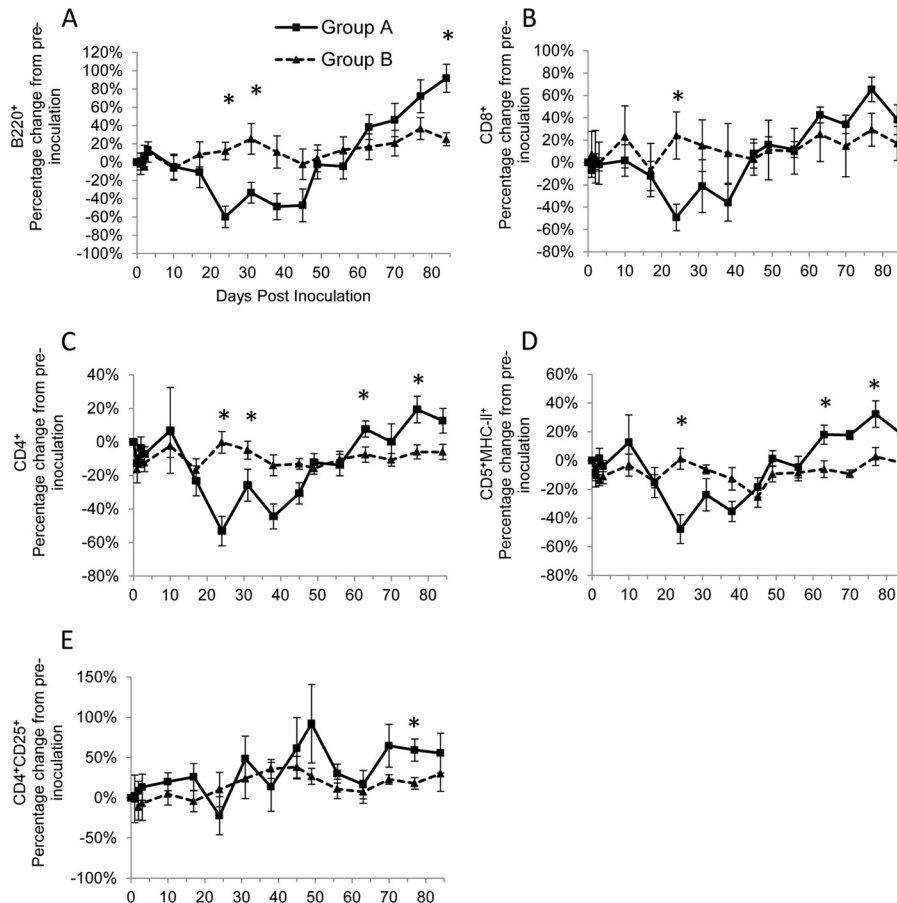 A
Group A
Group B
B220+
Percentage change from pre-
inoculation
120%
100%
80%
60%
40%
20%
0%
-20%
-40%
-60%
-80%
-100%
* * *
0 10 20 30 40 50 60 70 80
Days Post Inoculation
B
CD8+
Percentage change from pre-
inoculation
100%
80%
60%
40%
20%
0%
-20%
-40%
-60%
-80%
*
0 10 20 30 40 50 60 70 80
C
CD4+
Percentage change from pre-
inoculation
40%
20%
0%
-20%
-40%
-60%
-80%
* * * *
0 10 20 30 40 50 60 70 80
D
CD5+MHC-II+
Percentage change from pre-
inoculation
60%
40%
20%
0%
-20%
-40%
-60%
-80%
* * *
0 10 20 30 40 50 60 70 80
E
CD4+CD25+
Percentage change from pre-
inoculation
150%
100%
50%
0%
-50%
-100%
*
0 10 20 30 40 50 60 70 80